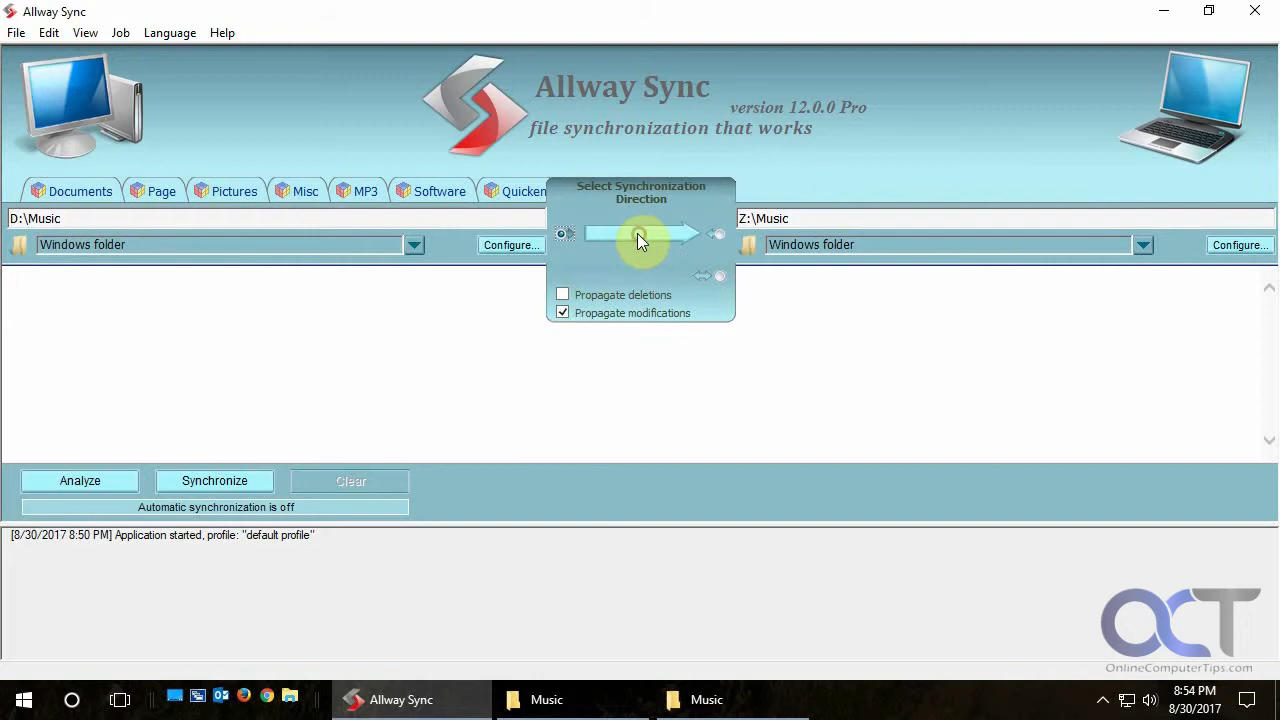 Allway Sync
File Edit View Job Language Help
Allway Sync
version 12.0.0 Pro
file synchronization that works
Documents Page Pictures Misc MP3 Software Quicken
Select Synchronization
Direction
D:\Music
Z:\Music
Windows folder Configure...
Windows folder Configure...
Propagate deletions
Propagate modifications
Analyze Synchronize Clear
Automatic synchronization is off
[8/30/2017 8:50 PM] Application started, profile: "default profile"
OCT
OnlineComputerTips.com
Allway Sync Music Music
8:54 PM
8/30/2017